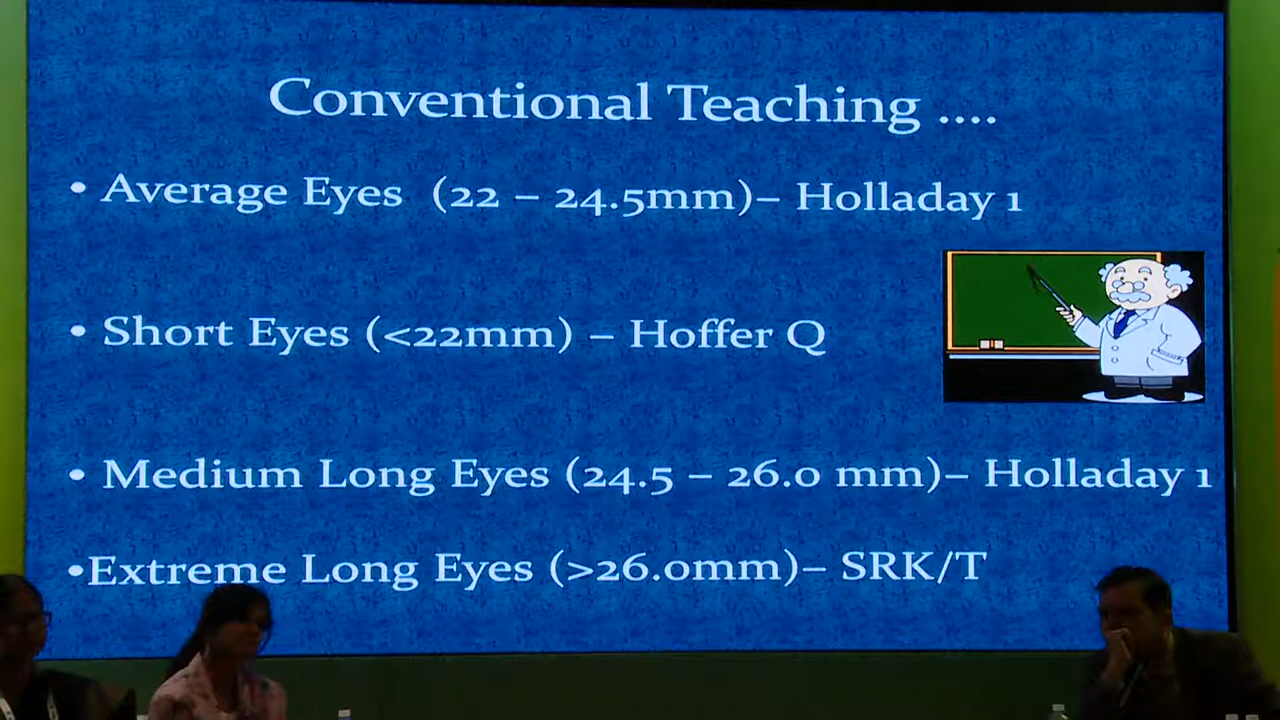 Conventional Teaching ....
• Average Eyes (22 – 24.5mm)– Holladay 1
• Short Eyes (<22mm) – Hoffer Q
• Medium Long Eyes (24.5 – 26.0 mm)– Holladay 1
•Extreme Long Eyes (>26.0mm)– SRK/T